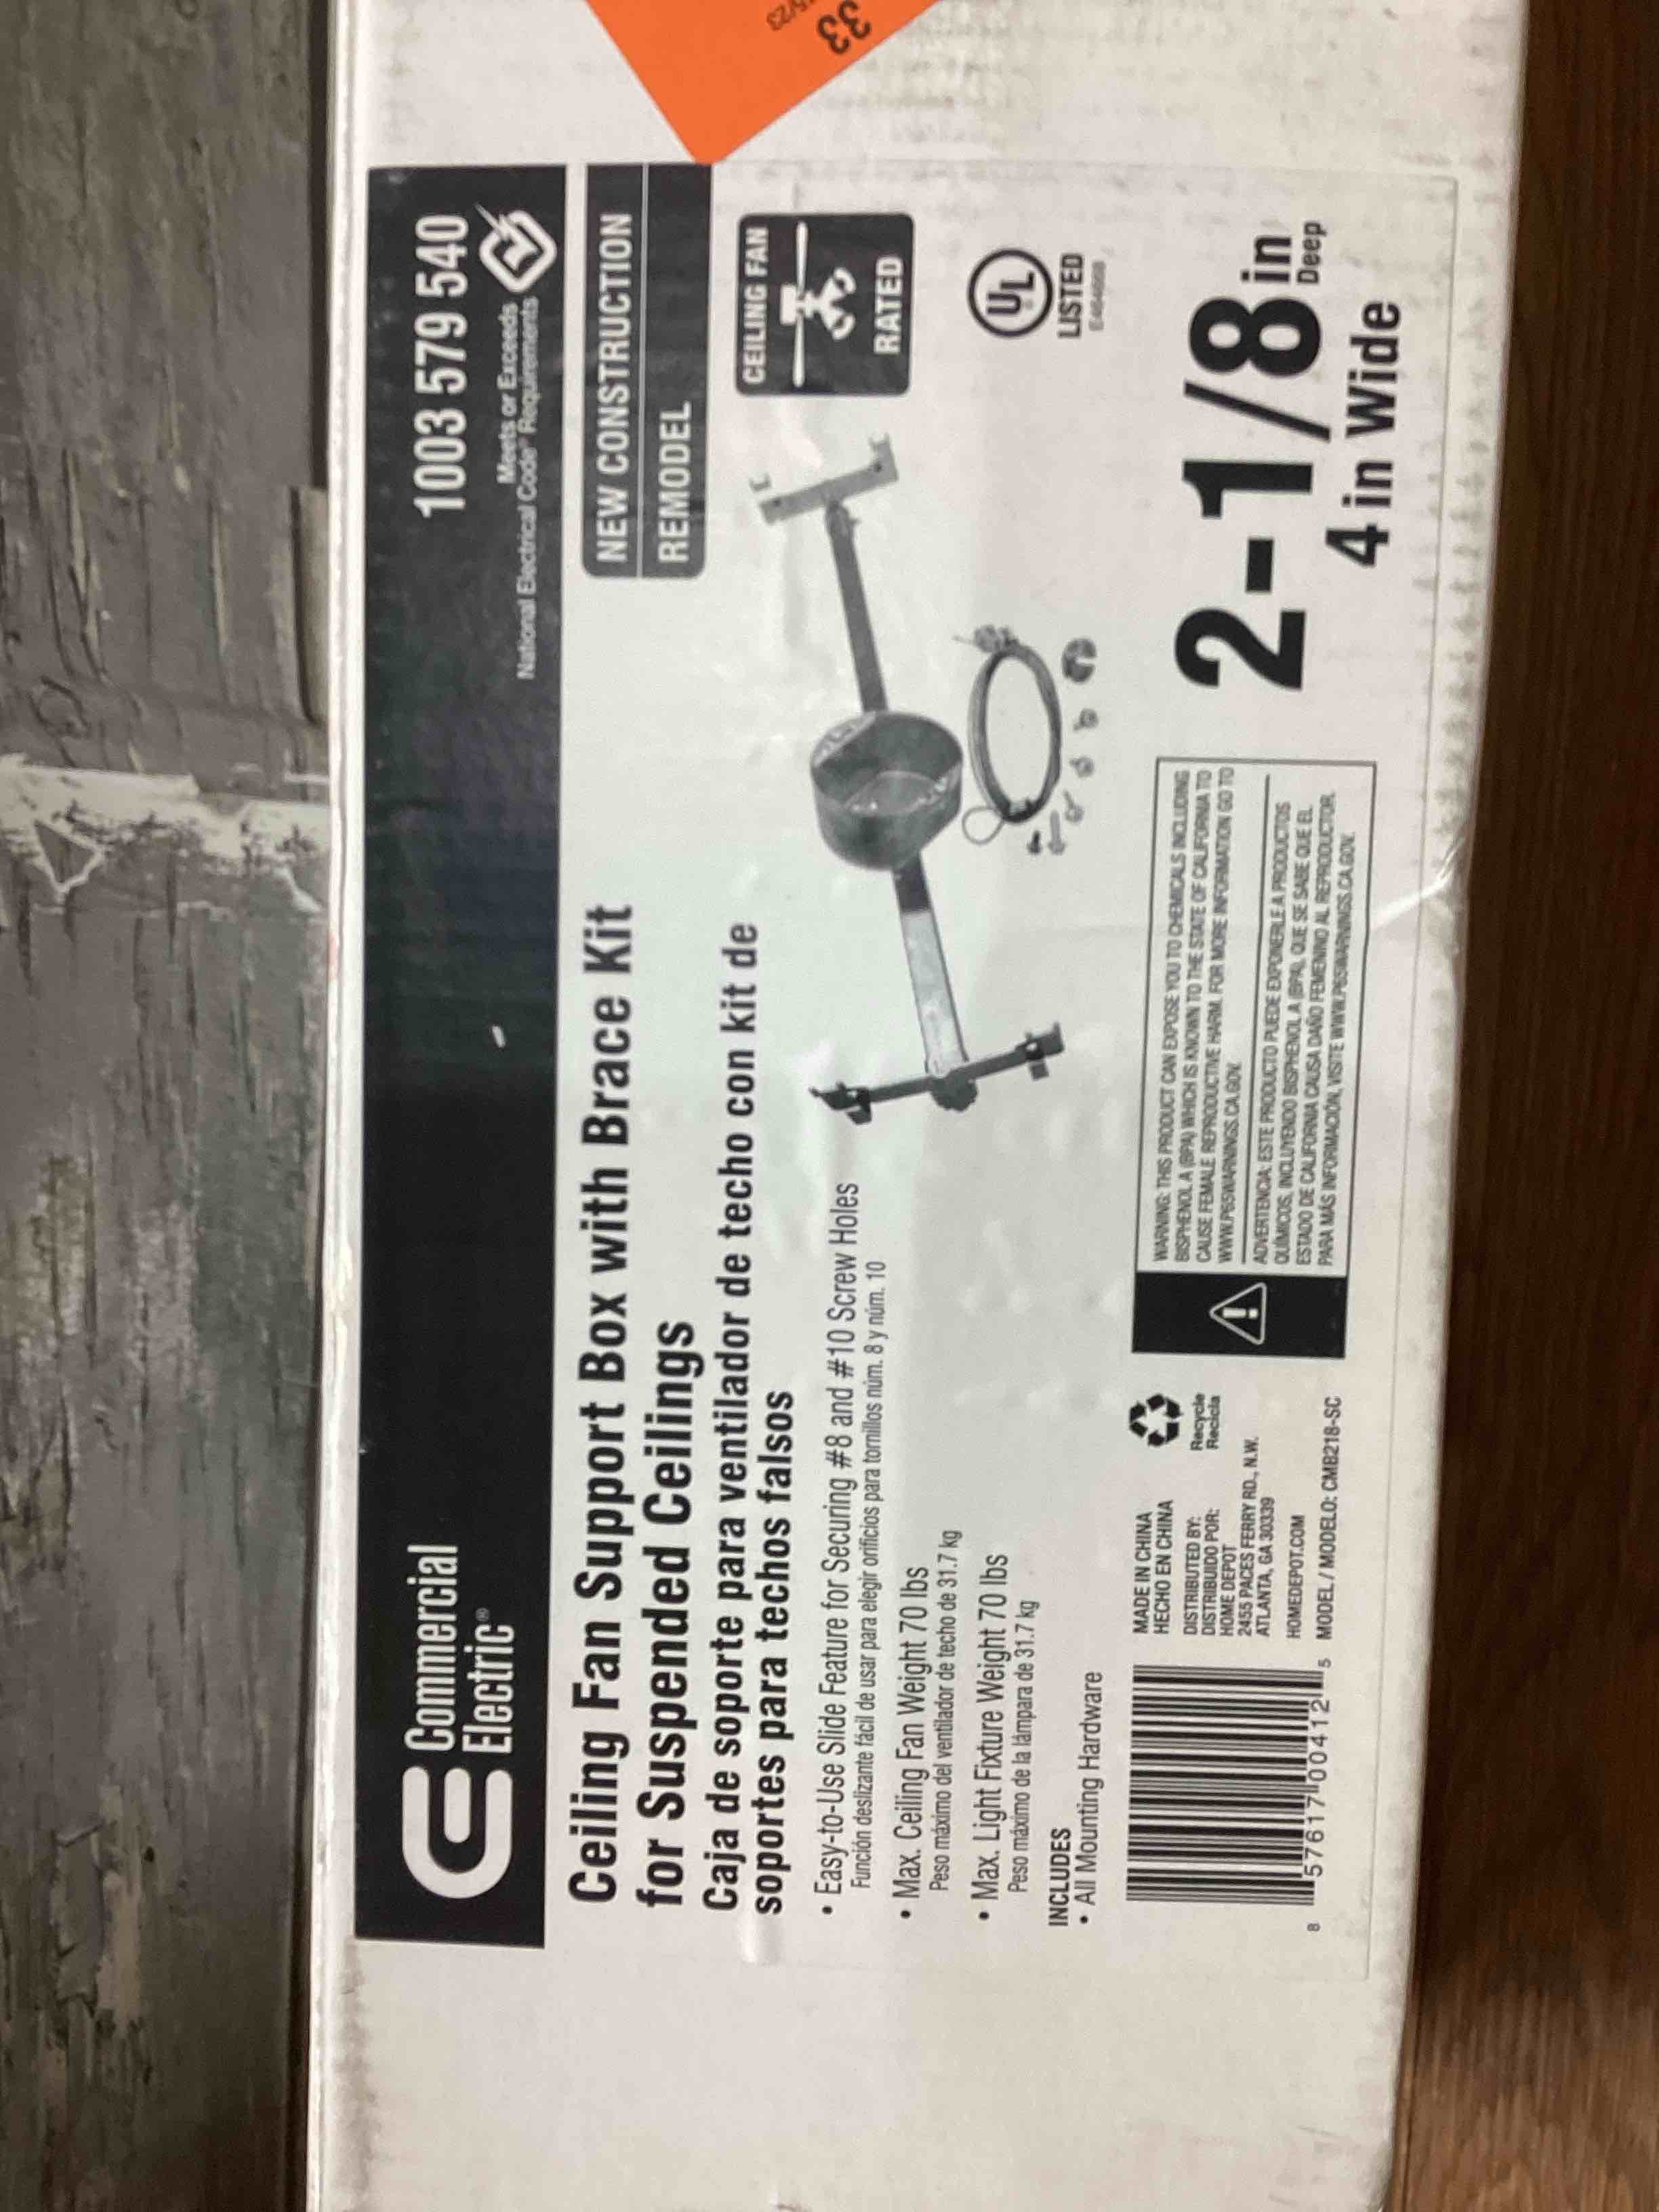 Commercial
Electric®
1003 579 540
Meets or Exceeds
National Electrical Code® Requirements
33
Ceiling Fan Support Box with Brace Kit
for Suspended Ceilings
Caja de soporte para ventilador de techo con kit de
soportes para techos falsos
NEW CONSTRUCTION
REMODEL
• Easy-to-Use Slide Feature for Securing #8 and #10 Screw Holes
Función deslizante fácil de usar para elegir orificios para tornillos núm. 8 y núm. 10
• Max. Ceiling Fan Weight 70 lbs
Peso máximo del ventilador de techo de 31.7 kg
• Max. Light Fixture Weight 70 lbs
Peso máximo de la lámpara de 31.7 kg
INCLUDES
• All Mounting Hardware
CEILING FAN
RATED
UL
LISTED
8 57617 00412 5
MADE IN CHINA
HECHO EN CHINA
DISTRIBUTED BY:
DISTRIBUIDO POR:
HOME DEPOT
2455 PACES FERRY RD., N.W.
ATLANTA, GA 30339
HOMEDEPOT.COM
MODEL / MODELO: CMB218-SC
Recycle
Recicla
WARNING: THIS PRODUCT CAN EXPOSE YOU TO CHEMICALS INCLUDING
BISPHENOL A (BPA) WHICH IS KNOWN TO THE STATE OF CALIFORNIA TO
CAUSE FEMALE REPRODUCTIVE HARM. FOR MORE INFORMATION GO TO
WWW.P65WARNINGS.CA.GOV.
ADVERTENCIA: ESTE PRODUCTO PUEDE EXPONERLE A PRODUCTOS
QUÍMICOS, INCLUYENDO BISPHENOL A (BPA), QUE SE SABE QUE EL
ESTADO DE CALIFORNIA CAUSA DAÑO FEMENINO AL REPRODUCTOR.
PARA MÁS INFORMACIÓN, VISITE WWW.P65WARNINGS.CA.GOV.
2-1/8 in
Deep
4 in Wide